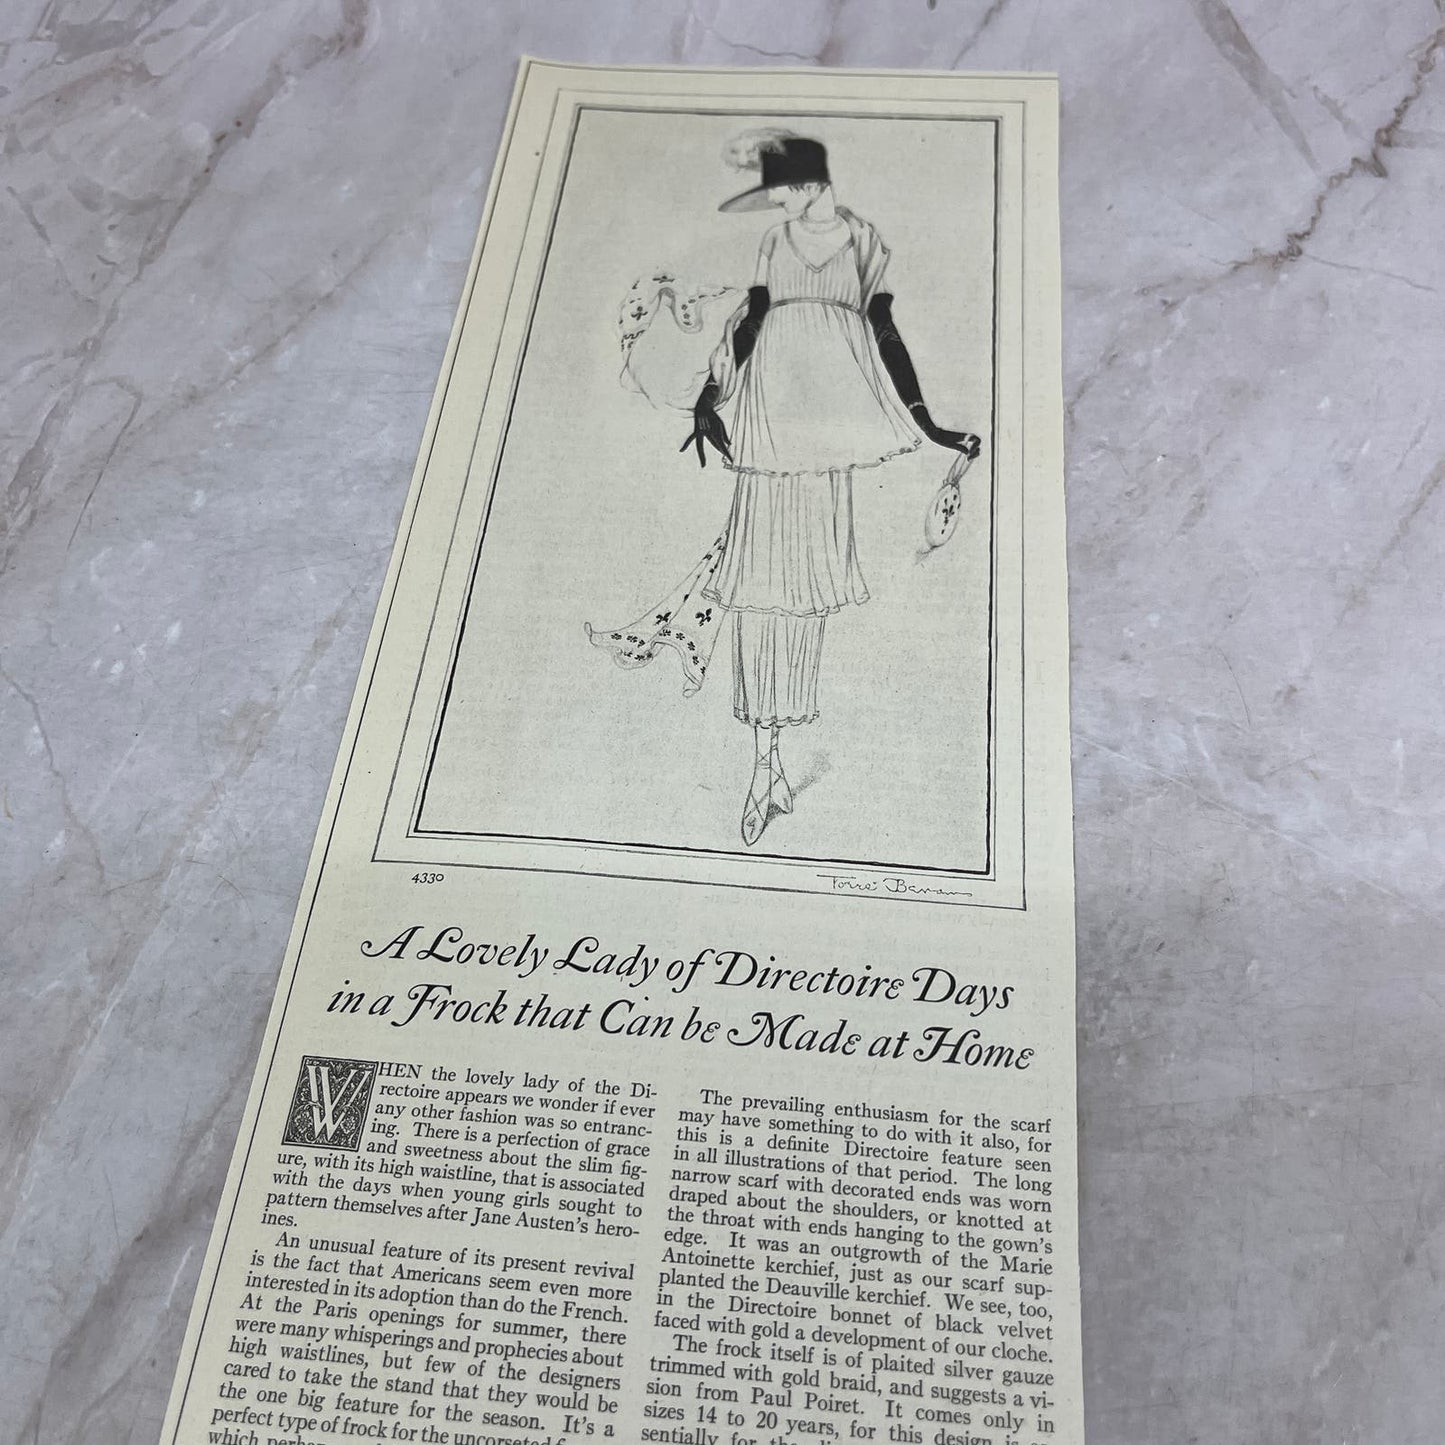 4330
Torré Bevans
A Lovely Lady of Directoire Days
in a Frock that Can be Made at Home
WHEN the lovely lady of the Di-
rectoire appears we wonder if ever
any other fashion was so entranc-
ing. There is a perfection of grace
and sweetness about the slim fig-
ure, with its high waistline, that is associated
with the days when young girls sought to
pattern themselves after Jane Austen's hero-
ines.
An unusual feature of its present revival
is the fact that Americans seem even more
interested in its adoption than do the French.
At the Paris openings for summer, there
were many whisperings and prophecies about
high waistlines, but few of the designers
cared to take the stand that they would be
the one big feature for the season. It's a
perfect type of frock for the uncorseted
which
The prevailing enthusiasm for the scarf
may have something to do with it also, for
this is a definite Directoire feature seen
in all illustrations of that period. The long
narrow scarf with decorated ends was worn
draped about the shoulders, or knotted at
the throat with ends hanging to the gown's
edge. It was an outgrowth of the Marie
Antoinette kerchief, just as our scarf sup-
planted the Deauville kerchief. We see, too,
in the Directoire bonnet of black velvet
faced with gold a development of our cloche.
The frock itself is of plaited silver gauze
trimmed with gold braid, and suggests a vi-
sion from Paul Poiret. It comes only in
sizes 14 to 20 years, for this design is
sentially for the